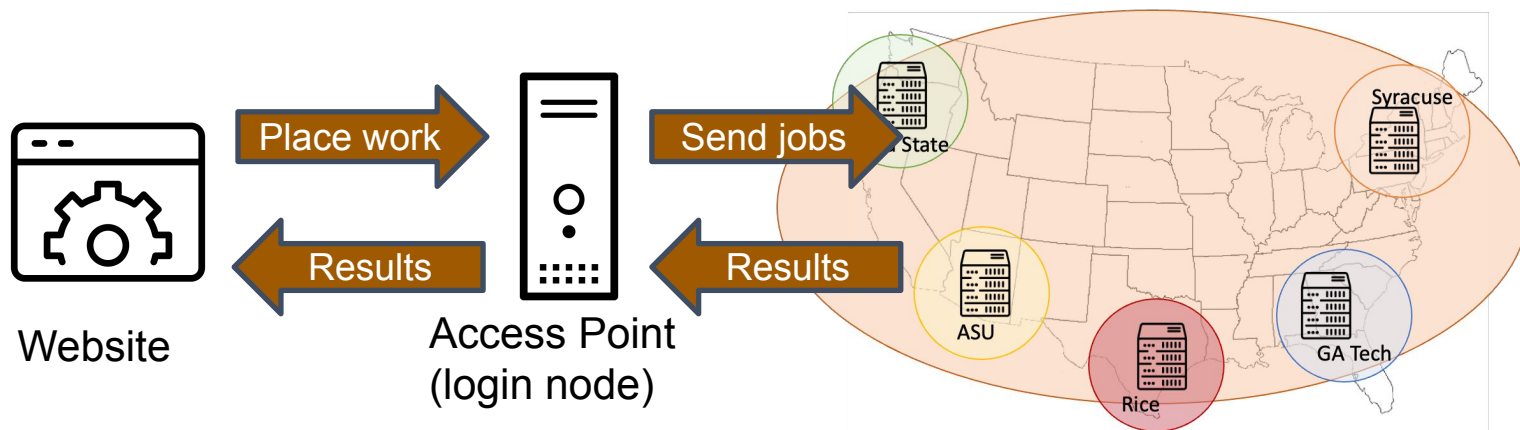 Place work
Send jobs
Syracuse
State
Results
Results
Website
Access Point
(login node)
ASU
GA Tech
Rice